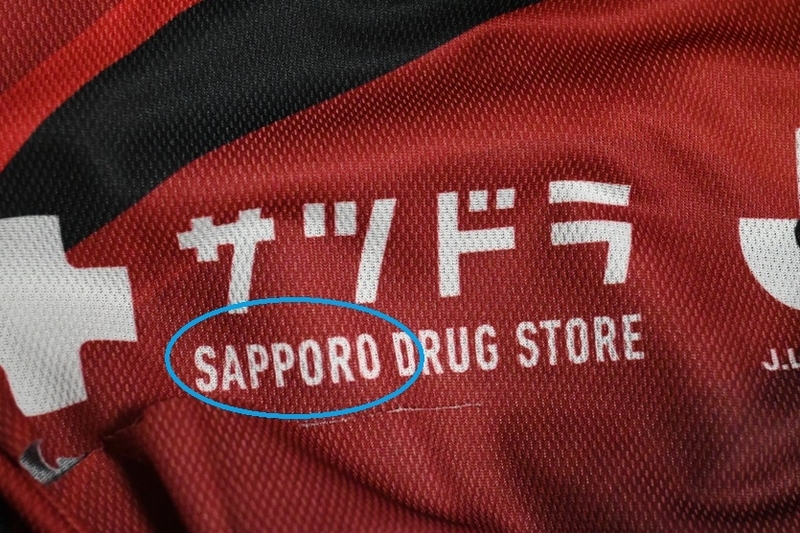 サツドラ
SAPPORO DRUG STORE
J.L